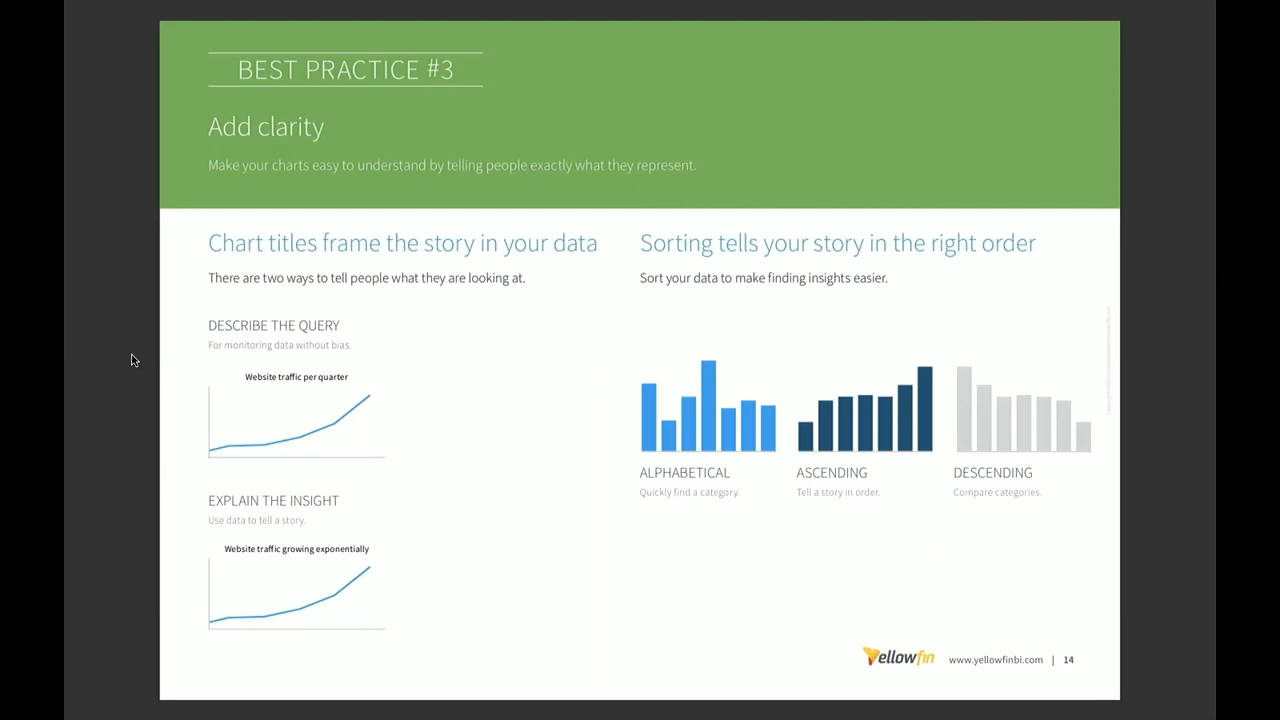 BEST PRACTICE #3
Add clarity
Make your charts easy to understand by telling people exactly what they represent.
Chart titles frame the story in your data
There are two ways to tell people what they are looking at.
DESCRIBE THE QUERY
For monitoring data without bias.
Website traffic per quarter
EXPLAIN THE INSIGHT
Use data to tell a story.
Website traffic growing exponentially
Sorting tells your story in the right order
Sort your data to make finding insights easier.
ALPHABETICAL
Quickly find a category.
ASCENDING
Tell a story in order.
DESCENDING
Compare categories.
Yellowfin
www.yellowfinbi.com | 14